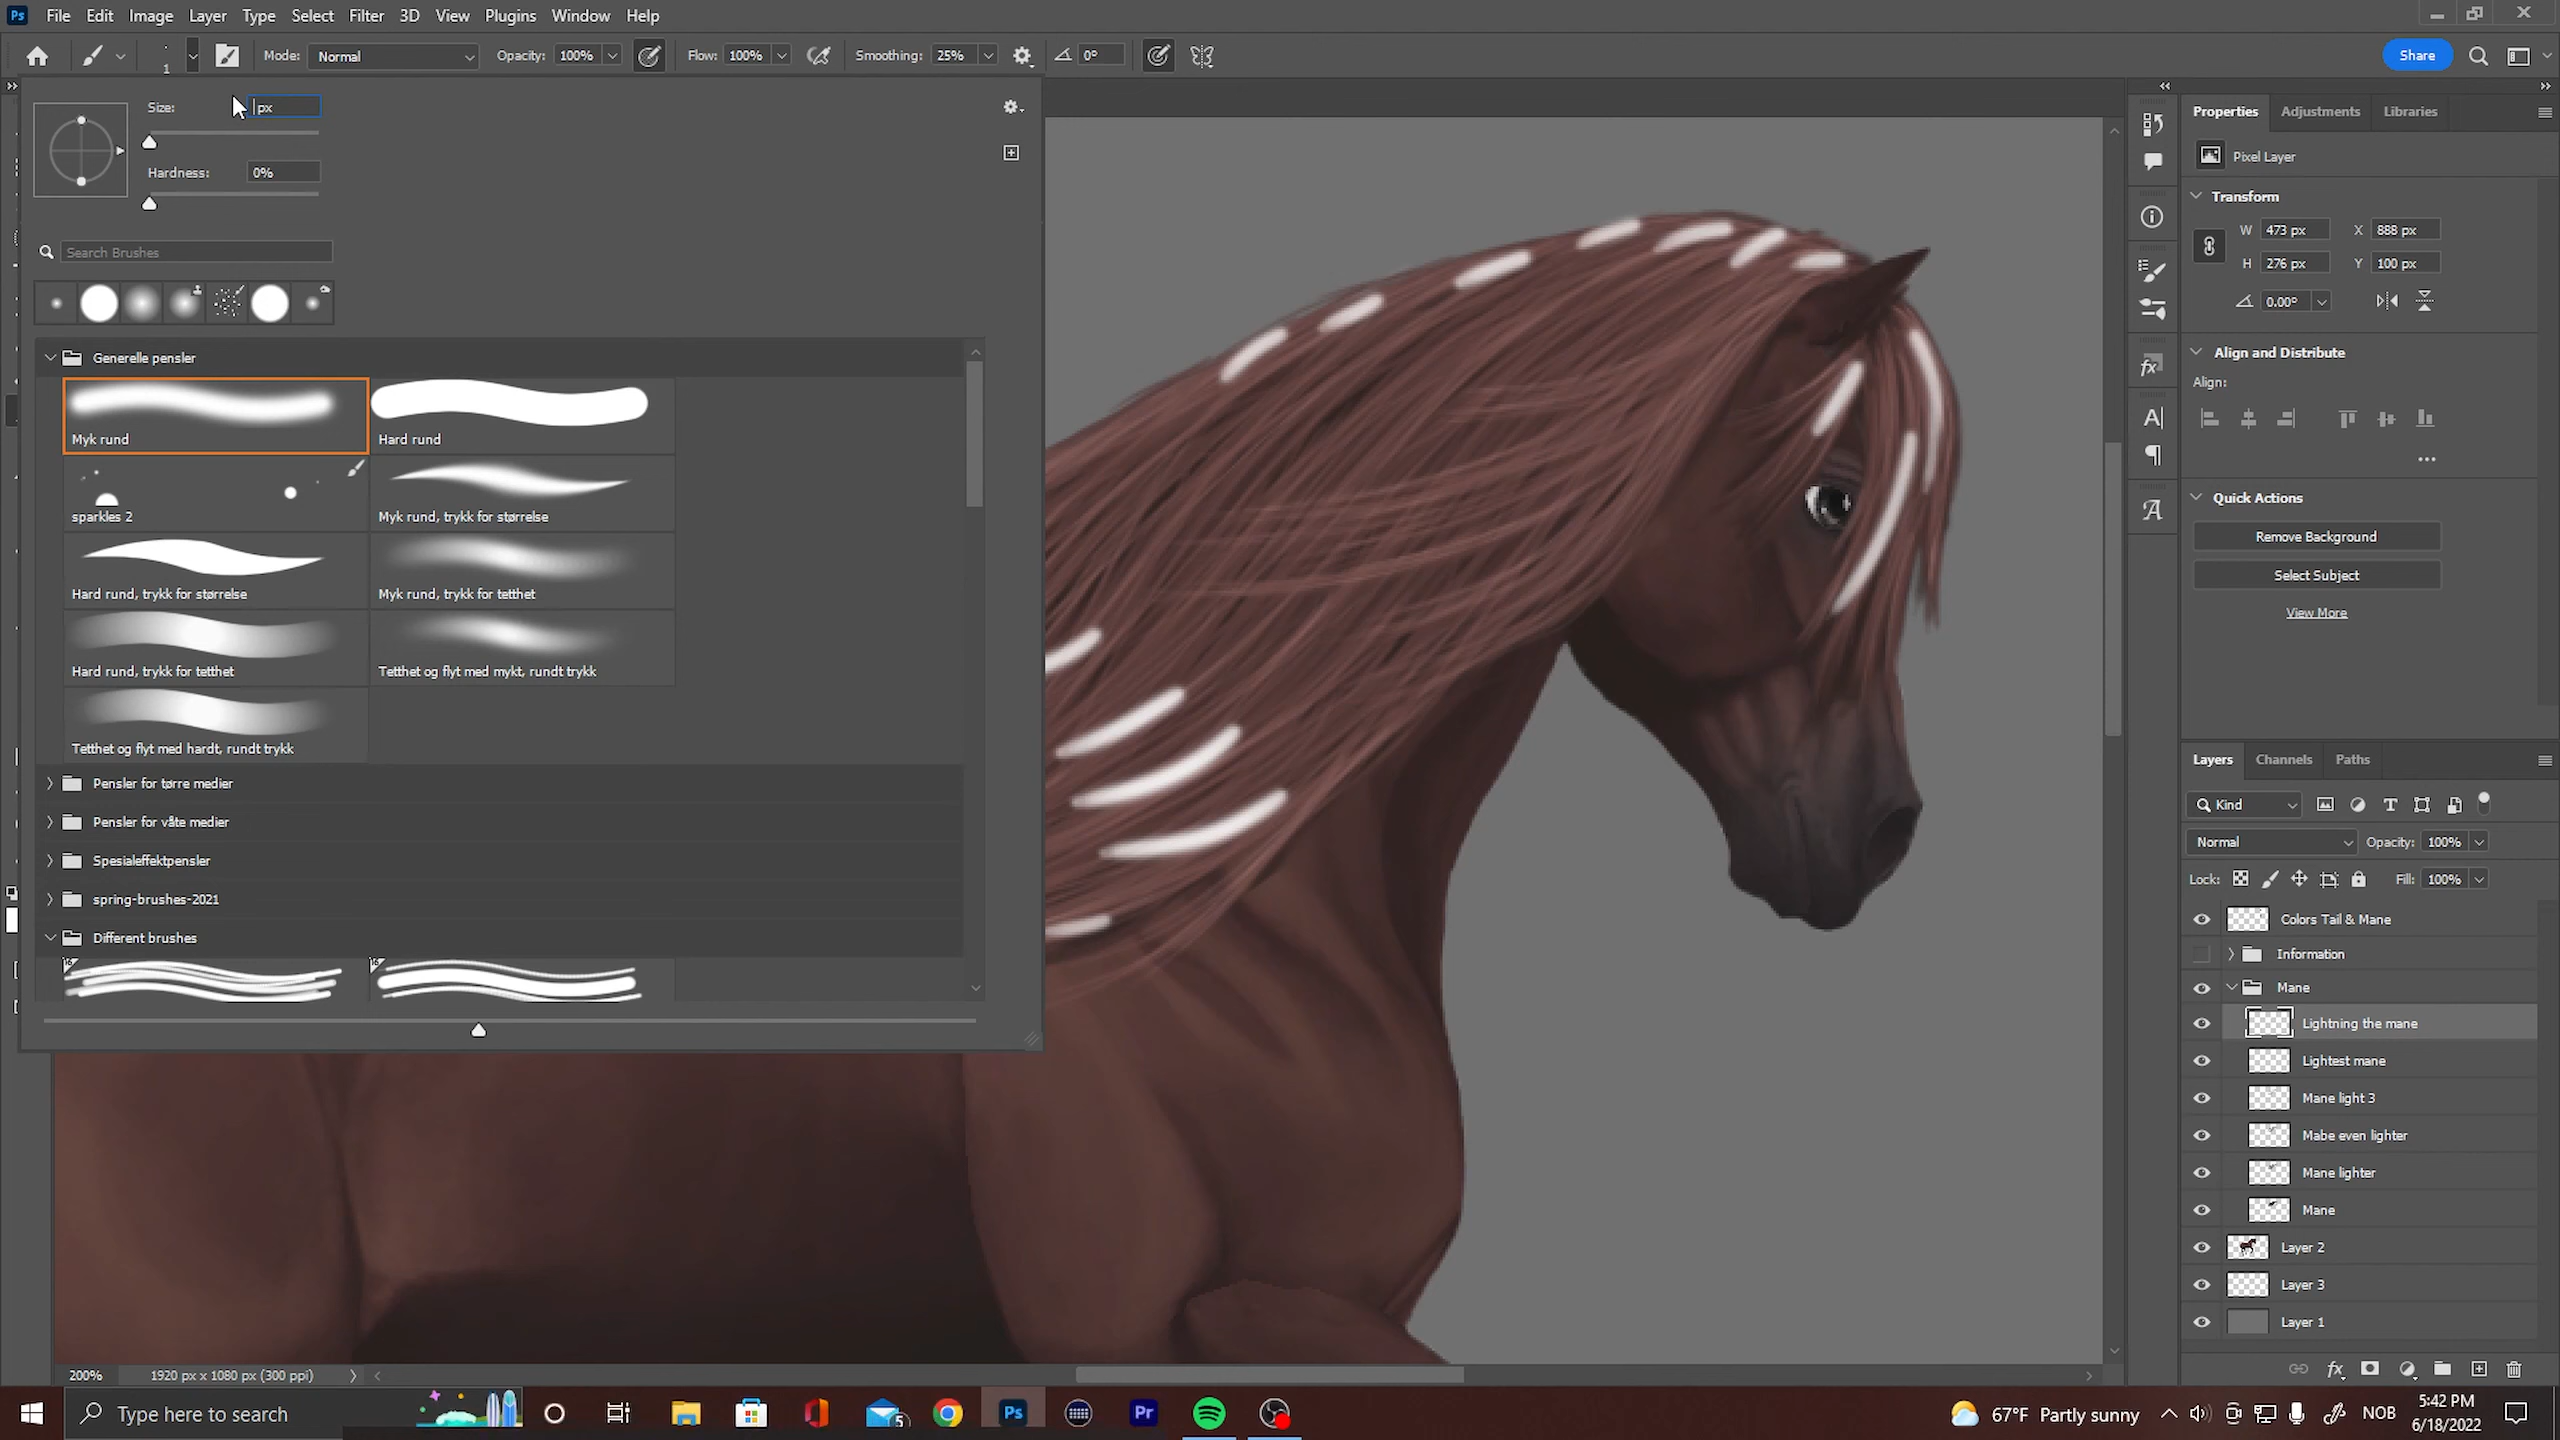 Ps File Edit Image Layer Type Select Filter 3D View Plugins Window Help
1 Mode: Normal Opacity: 100% Flow: 100% Smoothing: 25% 0° Share
Size: px
Hardness: 0%
Search Brushes
Generelle pensler
Myk rund Hard rund
sparkles 2 Myk rund, trykk for størrelse
Hard rund, trykk for størrelse Myk rund, trykk for tetthet
Hard rund, trykk for tetthet Tetthet og flyt med mykt, rundt trykk
Tetthet og flyt med hardt, rundt trykk
Pensler for tørre medier
Pensler for våte medier
Spesialeffektpensler
spring-brushes-2021
Different brushes
Properties Adjustments Libraries
Pixel Layer
Transform
W 473 px X 888 px
H 276 px Y 100 px
0.00°
Align and Distribute
Align:
Quick Actions
Remove Background
Select Subject
View More
Layers Channels Paths
Kind
Normal Opacity: 100%
Lock: Fill: 100%
Colors Tail & Mane
Information
Mane
Lightning the mane
Lightest mane
Mane light 3
Mabe even lighter
Mane lighter
Mane
Layer 2
Layer 3
Layer 1
200% 1920 px x 1080 px (300 ppi)
Type here to search 5 Ps Pr 67°F Partly sunny NOB 5:42 PM
6/18/2022